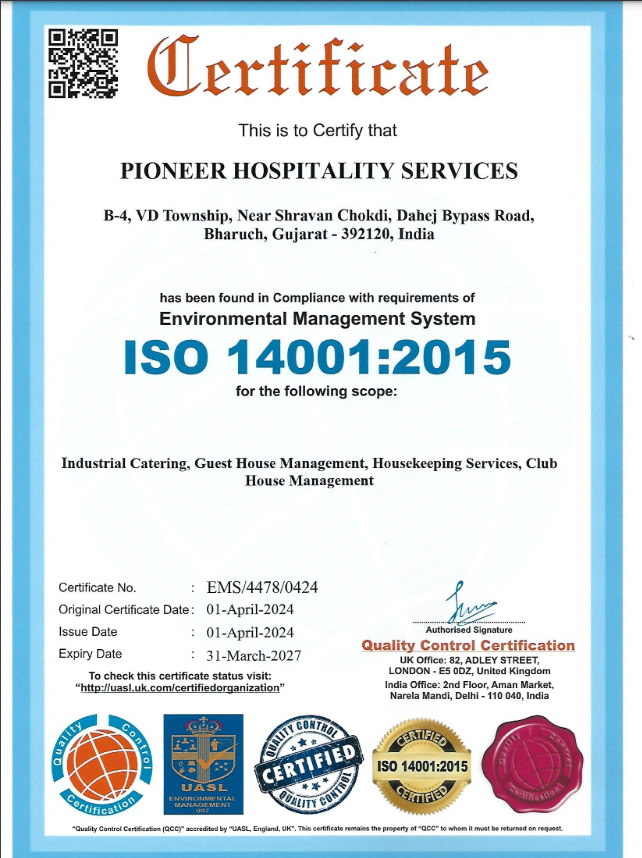 Certificate
This is to Certify that
PIONEER HOSPITALITY SERVICES
B-4, VD Township, Near Shravan Chokdi, Dahej Bypass Road,
Bharuch, Gujarat - 392120, India
has been found in Compliance with requirements of
Environmental Management System
ISO 14001:2015
for the following scope:
Industrial Catering, Guest House Management, Housekeeping Services, Club
House Management
Certificate No. : EMS/4478/0424
Original Certificate Date : 01-April-2024
Issue Date : 01-April-2024
Expiry Date : 31-March-2027
To check this certificate status visit:
“http://uasl.uk.com/certifiedorganization”
Authorised Signature
Quality Control Certification
UK Office: 82, ADLEY STREET,
LONDON - E5 0DZ, United Kingdom
India Office: 2nd Floor, Aman Market,
Narela Mandi, Delhi - 110 040, India
Quality Control
Certification
UASL
ENVIRONMENTAL
MANAGEMENT
007
QUALITY CONTROL
CERTIFIED
QUALITY CONTROL
CERTIFIED
ISO 14001:2015
CERTIFIED
Quality Control
Certification
"Quality Control Certification (QCC)" accredited by "UASL, England, UK". This certificate remains the property of "QCC" to whom it must be returned on request.